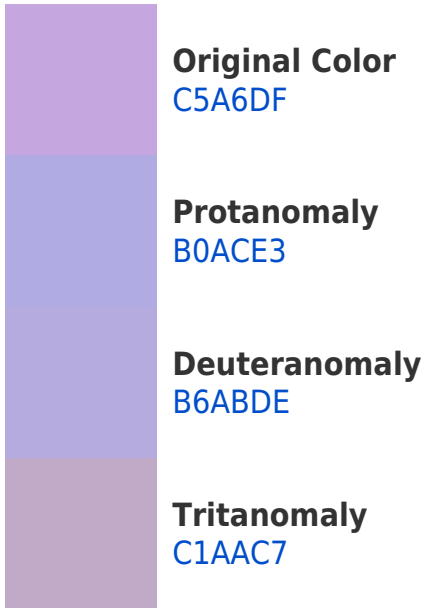 Original Color
C5A6DF
Protanomaly
B0ACE3
Deuteranomaly
B6ABDE
Tritanomaly
C1AAC7